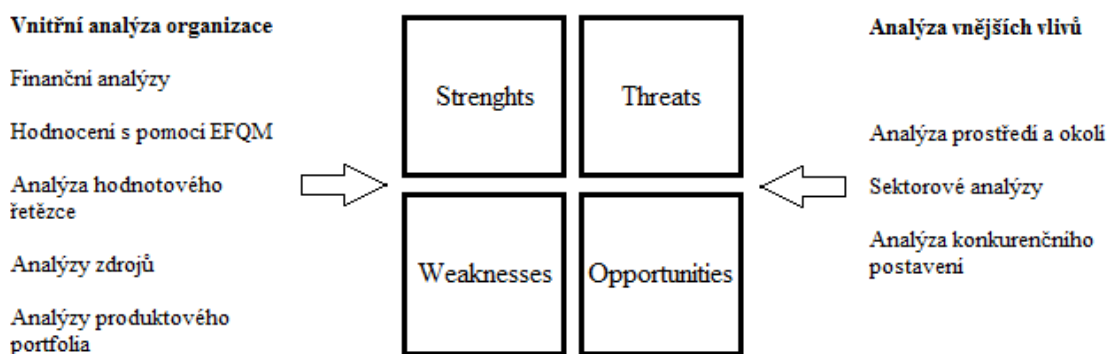 Vnitřní analýza organizace
Finanční analýzy
Hodnocení s pomocí EFQM
Analýza hodnotového
řetězce
Analýzy zdrojů
Analýzy produktového
portfolia
Strenghts
Threats
Weaknesses
Opportunities
Analýza vnějších vlivů
Analýza prostředí a okolí
Sektorové analýzy
Analýza konkurenčního
postavení